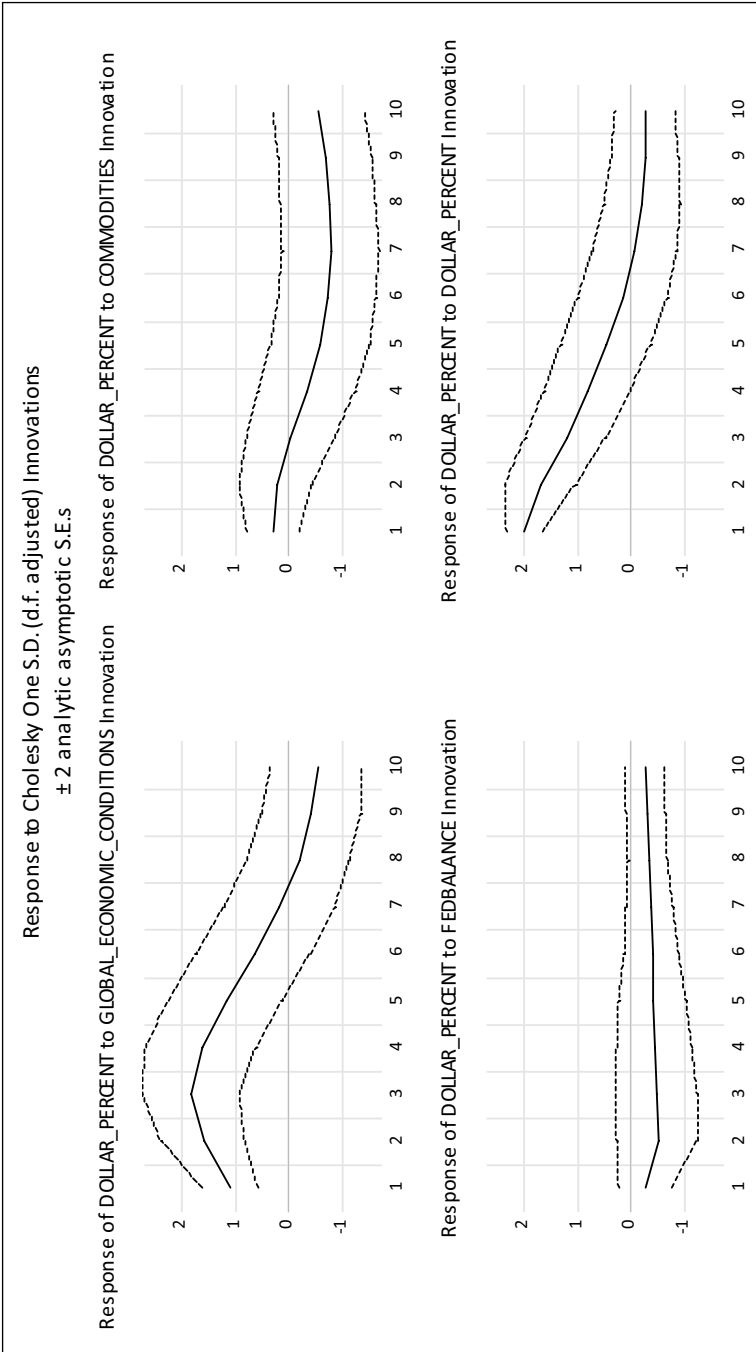 Response to Cholesky One S.D. (d.f. adjusted) Innovations
± 2 analytic asymptotic S.E.s
Response of DOLLAR_PERCENT to GLOBAL_ECONOMIC_CONDITIONS Innovation
2
1
0
-1
1 2 3 4 5 6 7 8 9 10
Response of DOLLAR_PERCENT to COMMODITIES Innovation
2
1
0
-1
1 2 3 4 5 6 7 8 9 10
Response of DOLLAR_PERCENT to FEDBALANCE Innovation
2
1
0
-1
1 2 3 4 5 6 7 8 9 10
Response of DOLLAR_PERCENT to DOLLAR_PERCENT Innovation
2
1
0
-1
1 2 3 4 5 6 7 8 9 10